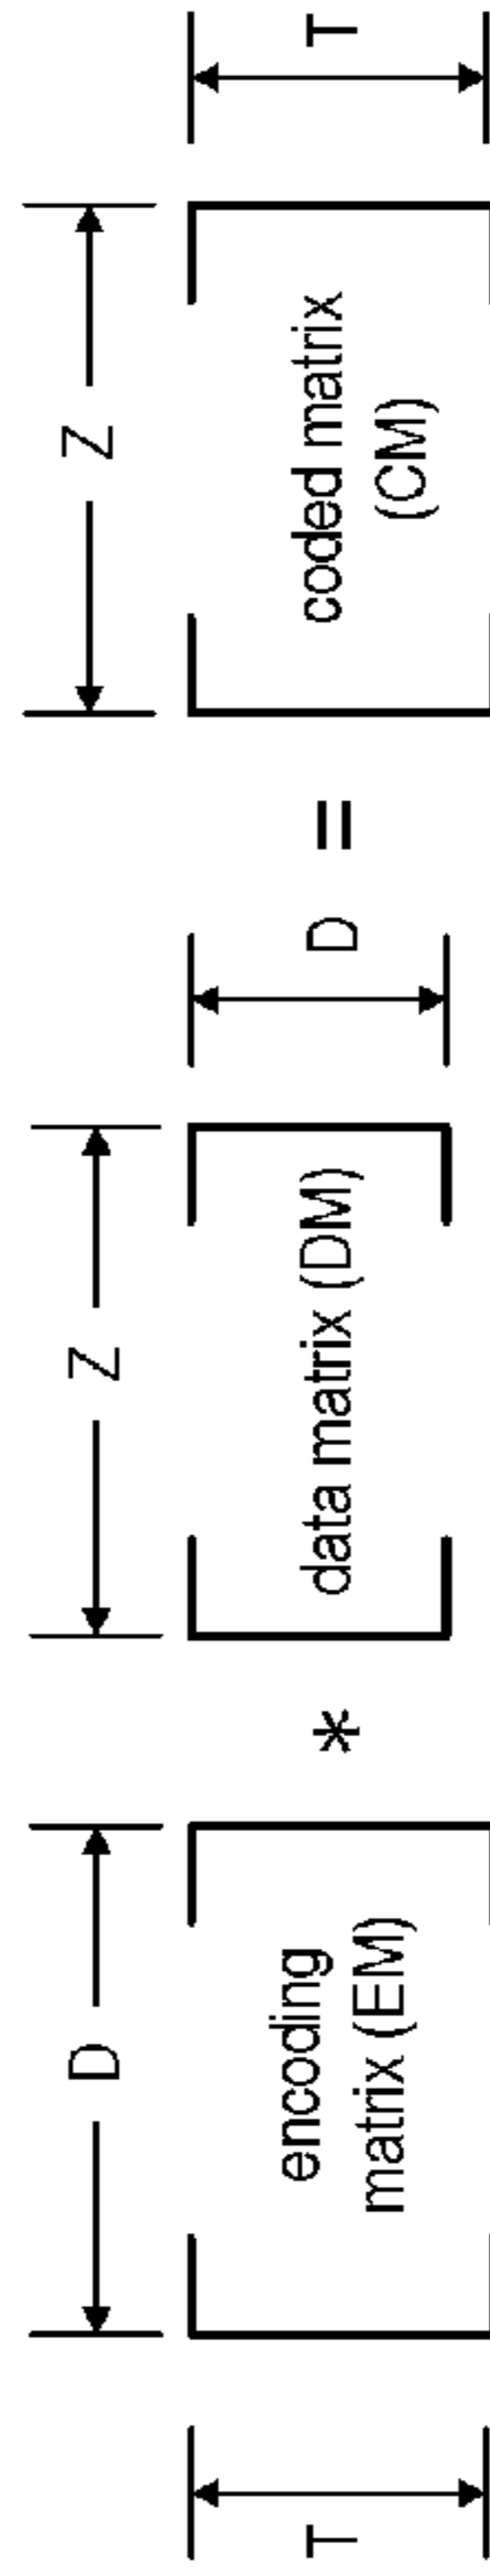 T
D
encoding
matrix (EM)
*
Z
data matrix (DM)
D
=
Z
coded matrix
(CM)
T